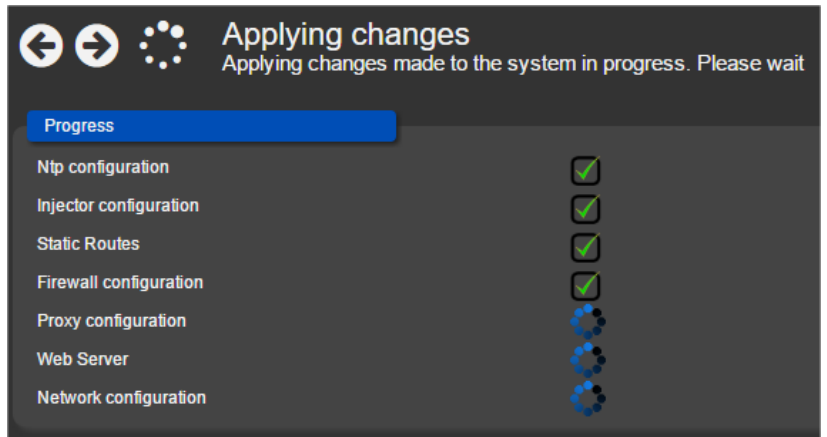 Applying changes
Applying changes made to the system in progress. Please wait
Progress
Ntp configuration
Injector configuration
Static Routes
Firewall configuration
Proxy configuration
Web Server
Network configuration